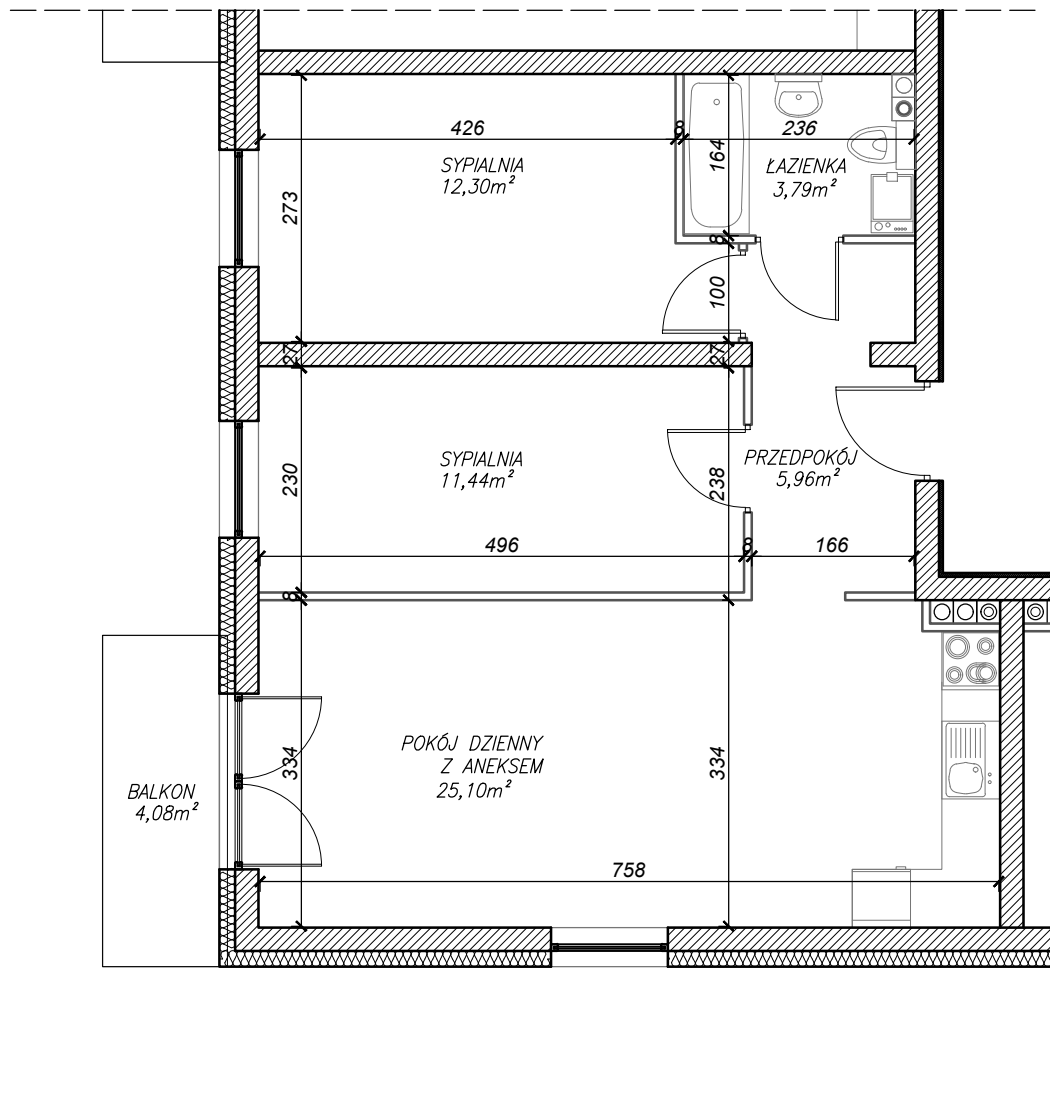 426
8
236
SYPIALNIA
12,30m²
164
ŁAZIENKA
3,79m²
273
8
100
27
27
SYPIALNIA
11,44m²
230
238
PRZEDPOKÓJ
5,96m²
496
8
166
8
POKÓJ DZIENNY
Z ANEKSEM
25,10m²
334
334
BALKON
4,08m²
758